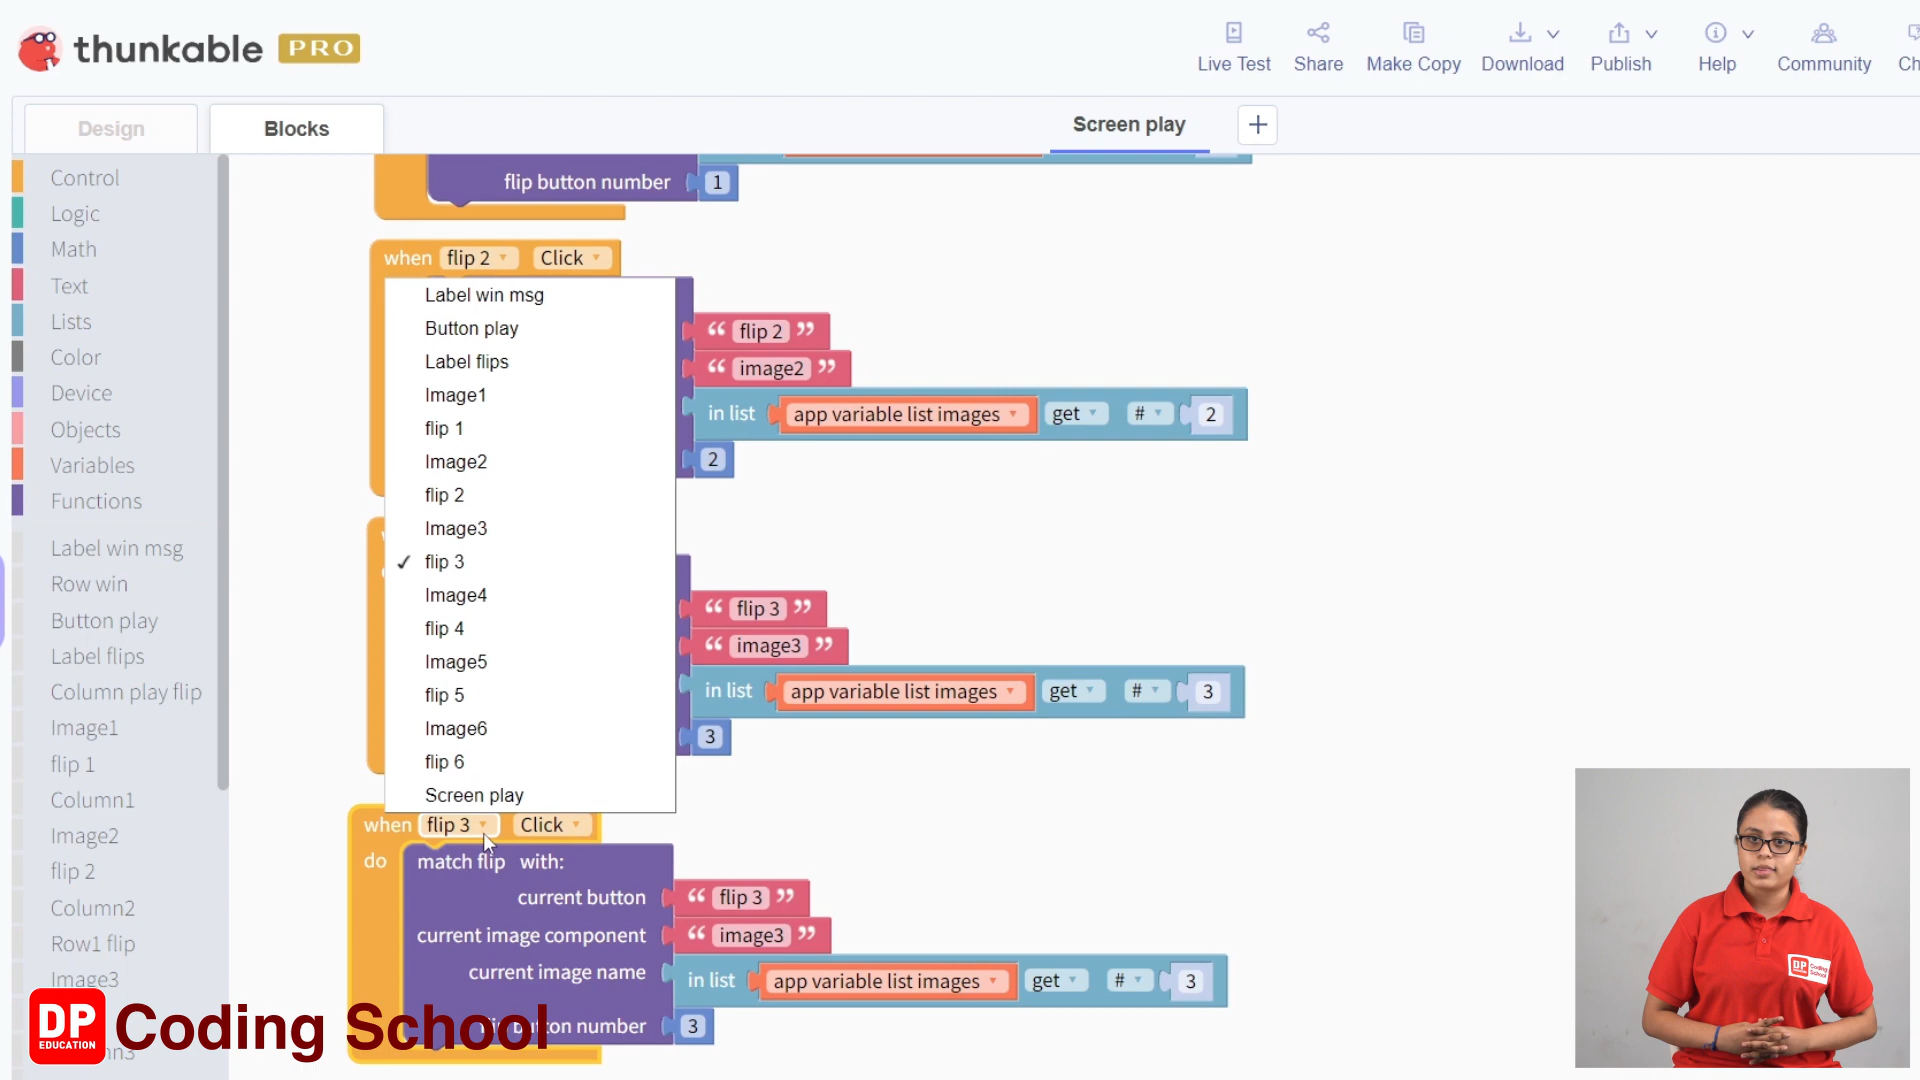 thunkable PRO
Live Test
Share
Make Copy
Download
Publish
Help
Community
Ch
Design
Blocks
Screen play
+
Control
Logic
Math
Text
Lists
Color
Device
Objects
Variables
Functions
Label win msg
Row win
Button play
Label flips
Column play flip
Image1
flip 1
Column1
Image2
flip 2
Column2
Row1 flip
Image3
flip button number 1
when flip 2 Click
Label win msg
Button play
Label flips
Image1
flip 1
Image2
flip 2
Image3
✓ flip 3
Image4
flip 4
Image5
flip 5
Image6
flip 6
Screen play
“ flip 2 ”
“ image2 ”
in list app variable list images get # 2
2
“ flip 3 ”
“ image3 ”
in list app variable list images get # 3
3
when flip 3 Click
do match flip with:
current button “ flip 3 ”
current image component “ image3 ”
current image name in list app variable list images get # 3
flip button number 3
DP EDUCATION Coding School
DP Coding School